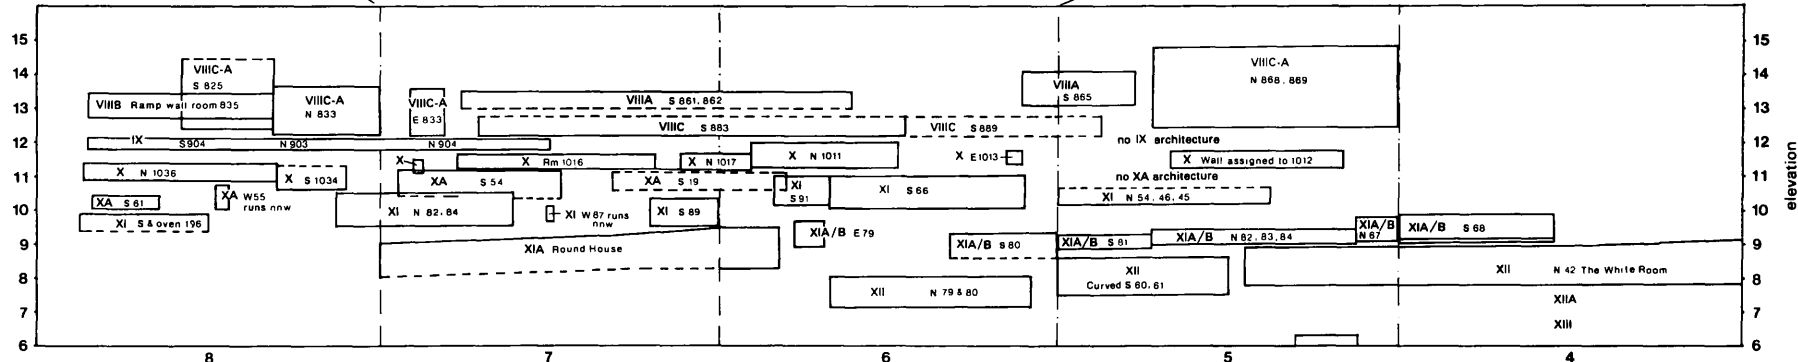 15
14
13
12
11
10
9
8
7
6
VIIIC-A
S 825
VIIIB Ramp wall room 835
VIIIC-A
N 833
VIIIC-A
E 833
VIIIA S 861.862
VIIIC S 883
VIIIC S 889
VIIIA
S 865
VIIIC-A
N 868.869
IX S 904 N 903 N 904
no IX architecture
X N 1036
X S 1034
X
X Rm 1016
X N 1017
X N 1011
X E1013
X Wall assigned to 1012
no XA architecture
XA S 61
XA W55
runs nnw
XA S 54
XA S 19
XI
S 91
XI S 66
XI N 54.46.45
XI S & oven 196
XI N 82.84
XI W 87 runs
nnw
XI S 89
XIA Round House
XIA/B E79
XIA/B S 80
XIA/B S 81
XIA/B N 82.83.84
XIA/B
N 67
XIA/B S 68
XII N 79 & 80
XII
Curved S 60.61
XII N 42 The White Room
XIIA
XIII
15
14
13
12
11
10
9
8
7
6
elevation
8 7 6 5 4